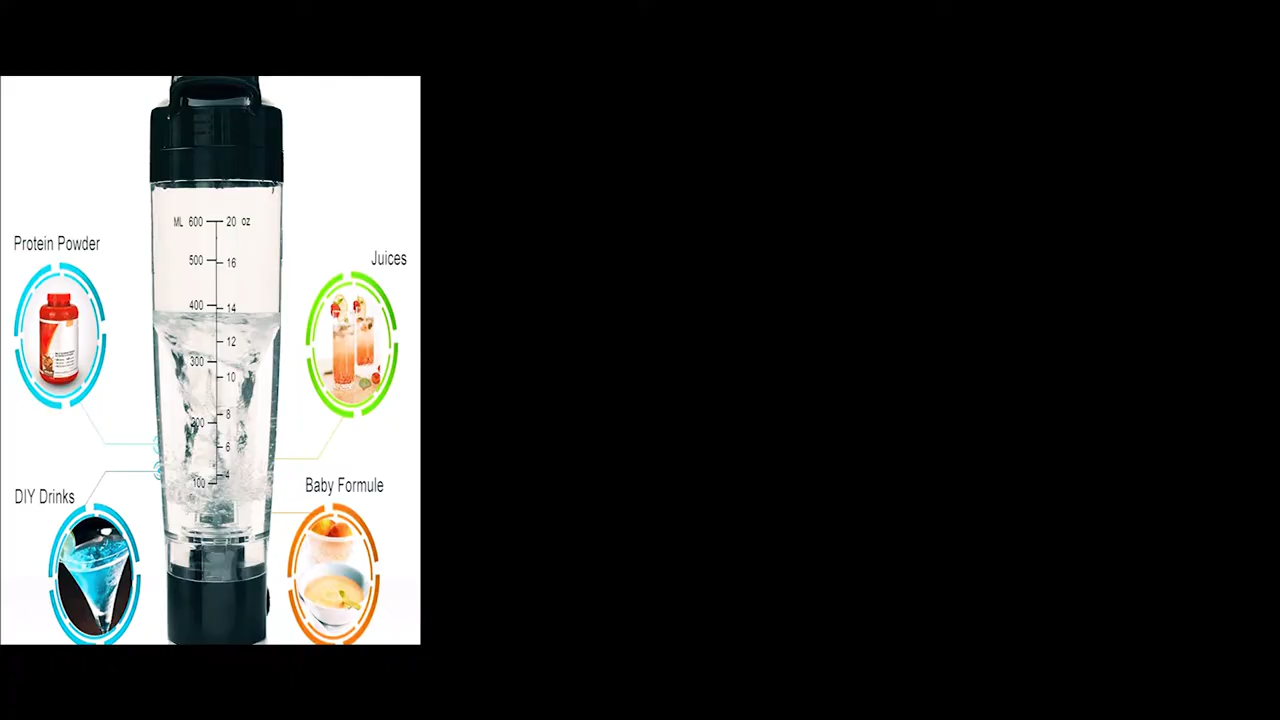 ML 600 20 oz
Protein Powder
Juices
500 16
400 14
12
300
10
8
200
6
4
100
DIY Drinks
Baby Formule